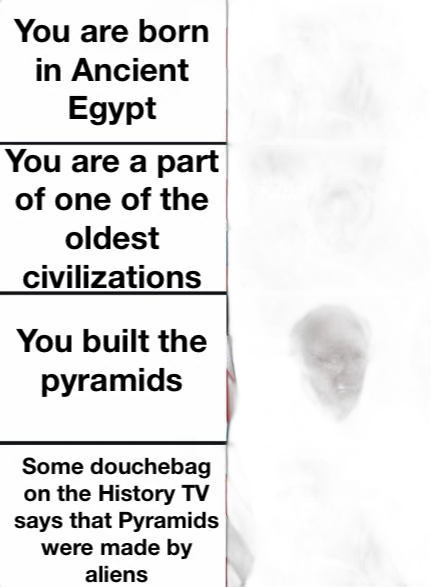 You are born
in Ancient
Egypt
You are a part
of one of the
oldest
civilizations
You built the
pyramids
Some douchebag
on the History TV
says that Pyramids
were made by
aliens